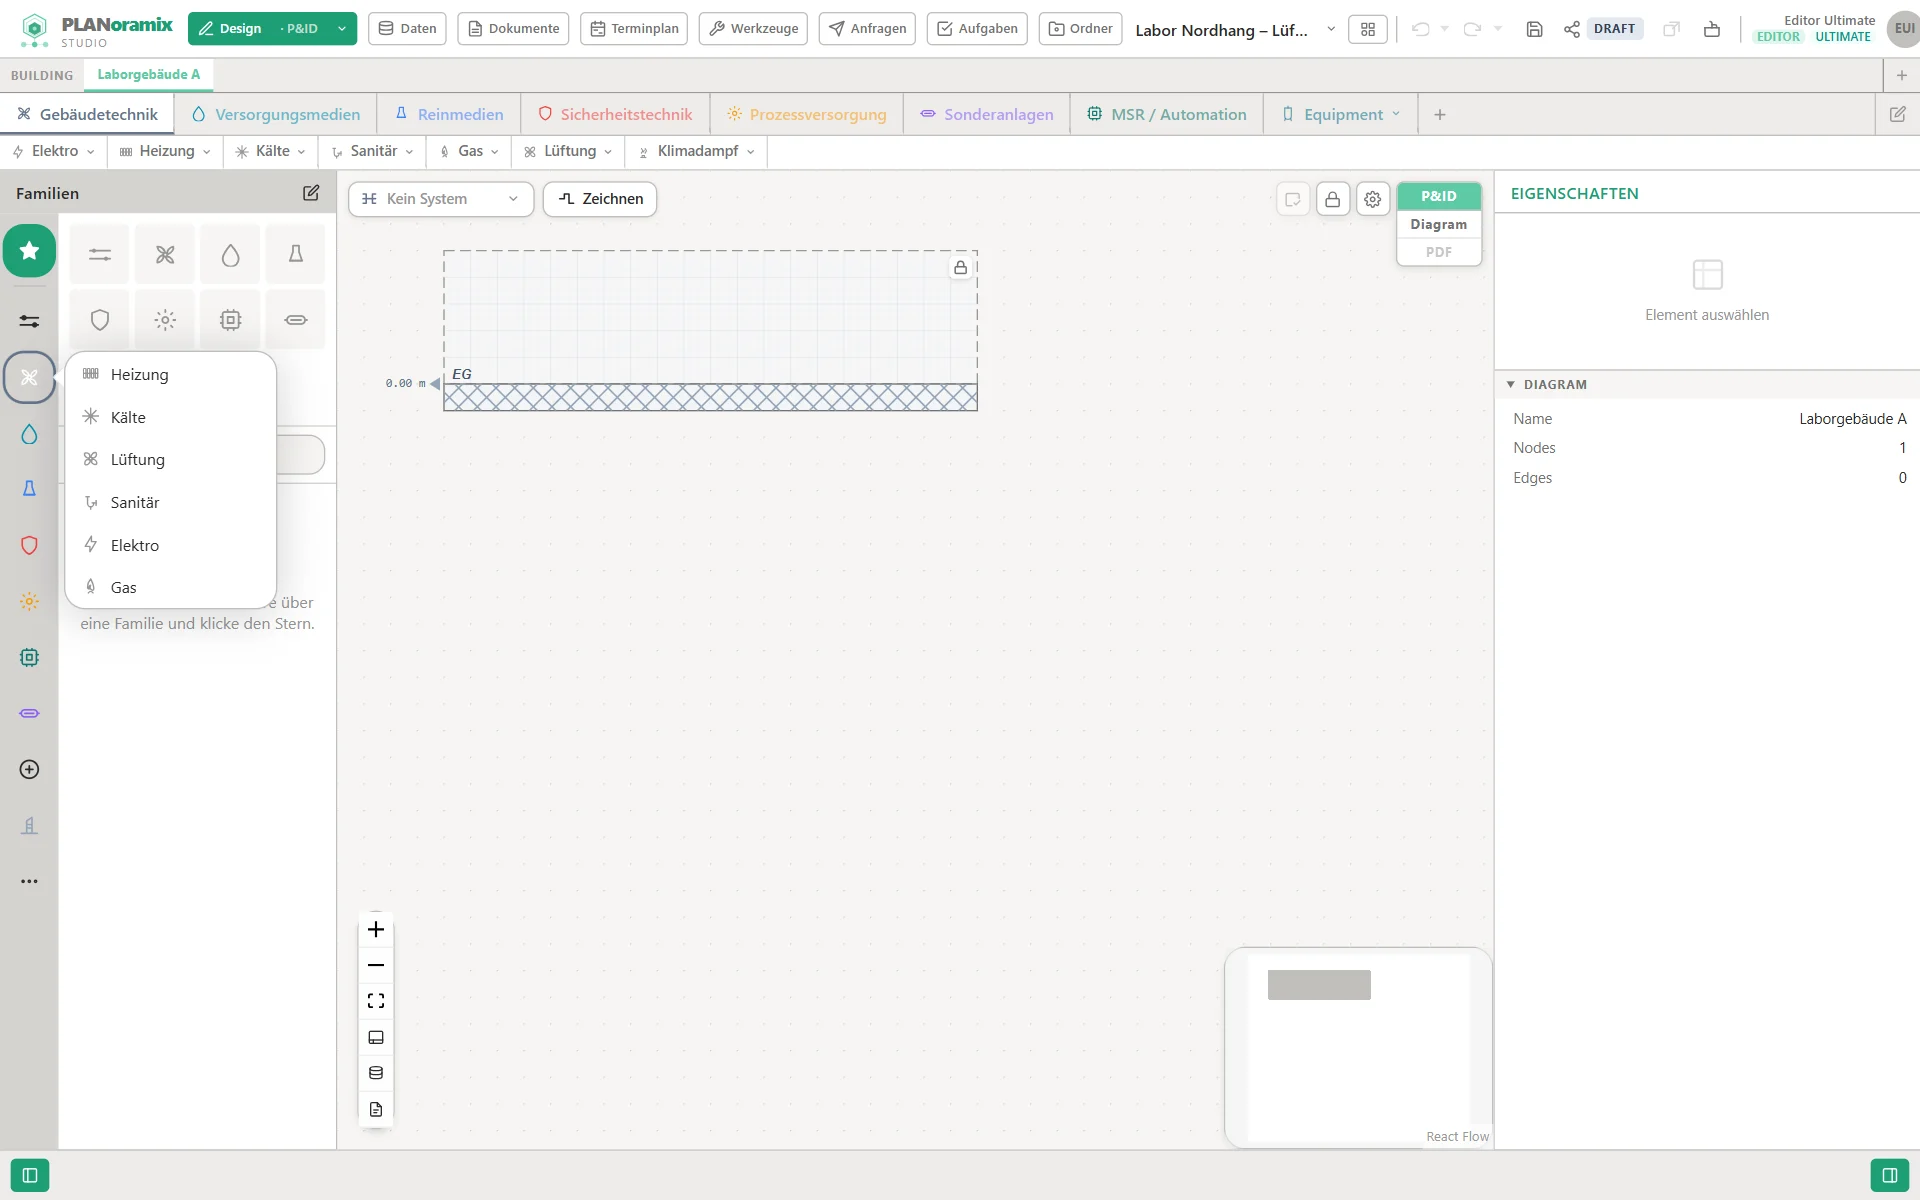 PLANoramix
STUDIO
Design · P&ID
Daten
Dokumente
Terminplan
Werkzeuge
Anfragen
Aufgaben
Ordner
Labor Nordhang – Lüf...
DRAFT
Editor Ultimate
EDITOR ULTIMATE
EUI
BUILDING
Laborgebäude A
Gebäudetechnik
Versorgungsmedien
Reinmedien
Sicherheitstechnik
Prozessversorgung
Sonderanlagen
MSR / Automation
Equipment
Elektro
Heizung
Kälte
Sanitär
Gas
Lüftung
Klimadampf
Familien
Kein System
Zeichnen
P&ID
Diagram
PDF
EIGENSCHAFTEN
Element auswählen
DIAGRAM
Name Laborgebäude A
Nodes 1
Edges 0
EG
0.00 m
Heizung
Kälte
Lüftung
Sanitär
Elektro
Gas
e über
eine Familie und klicke den Stern.
React Flow